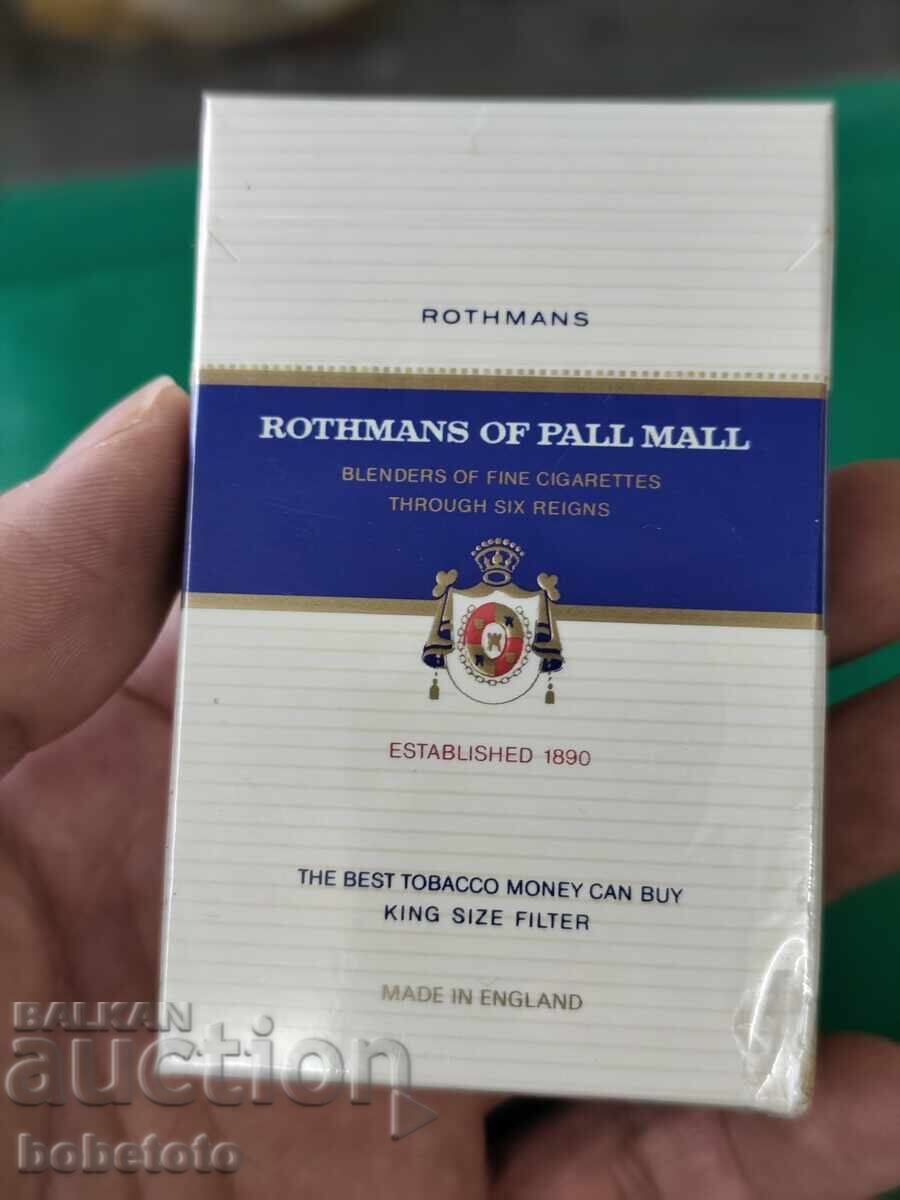 ROTHMANS
ROTHMANS OF PALL MALL
BLENDERS OF FINE CIGARETTES
THROUGH SIX REIGNS
ESTABLISHED 1890
THE BEST TOBACCO MONEY CAN BUY
KING SIZE FILTER
MADE IN ENGLAND
BALKAN
auction
bobetoto